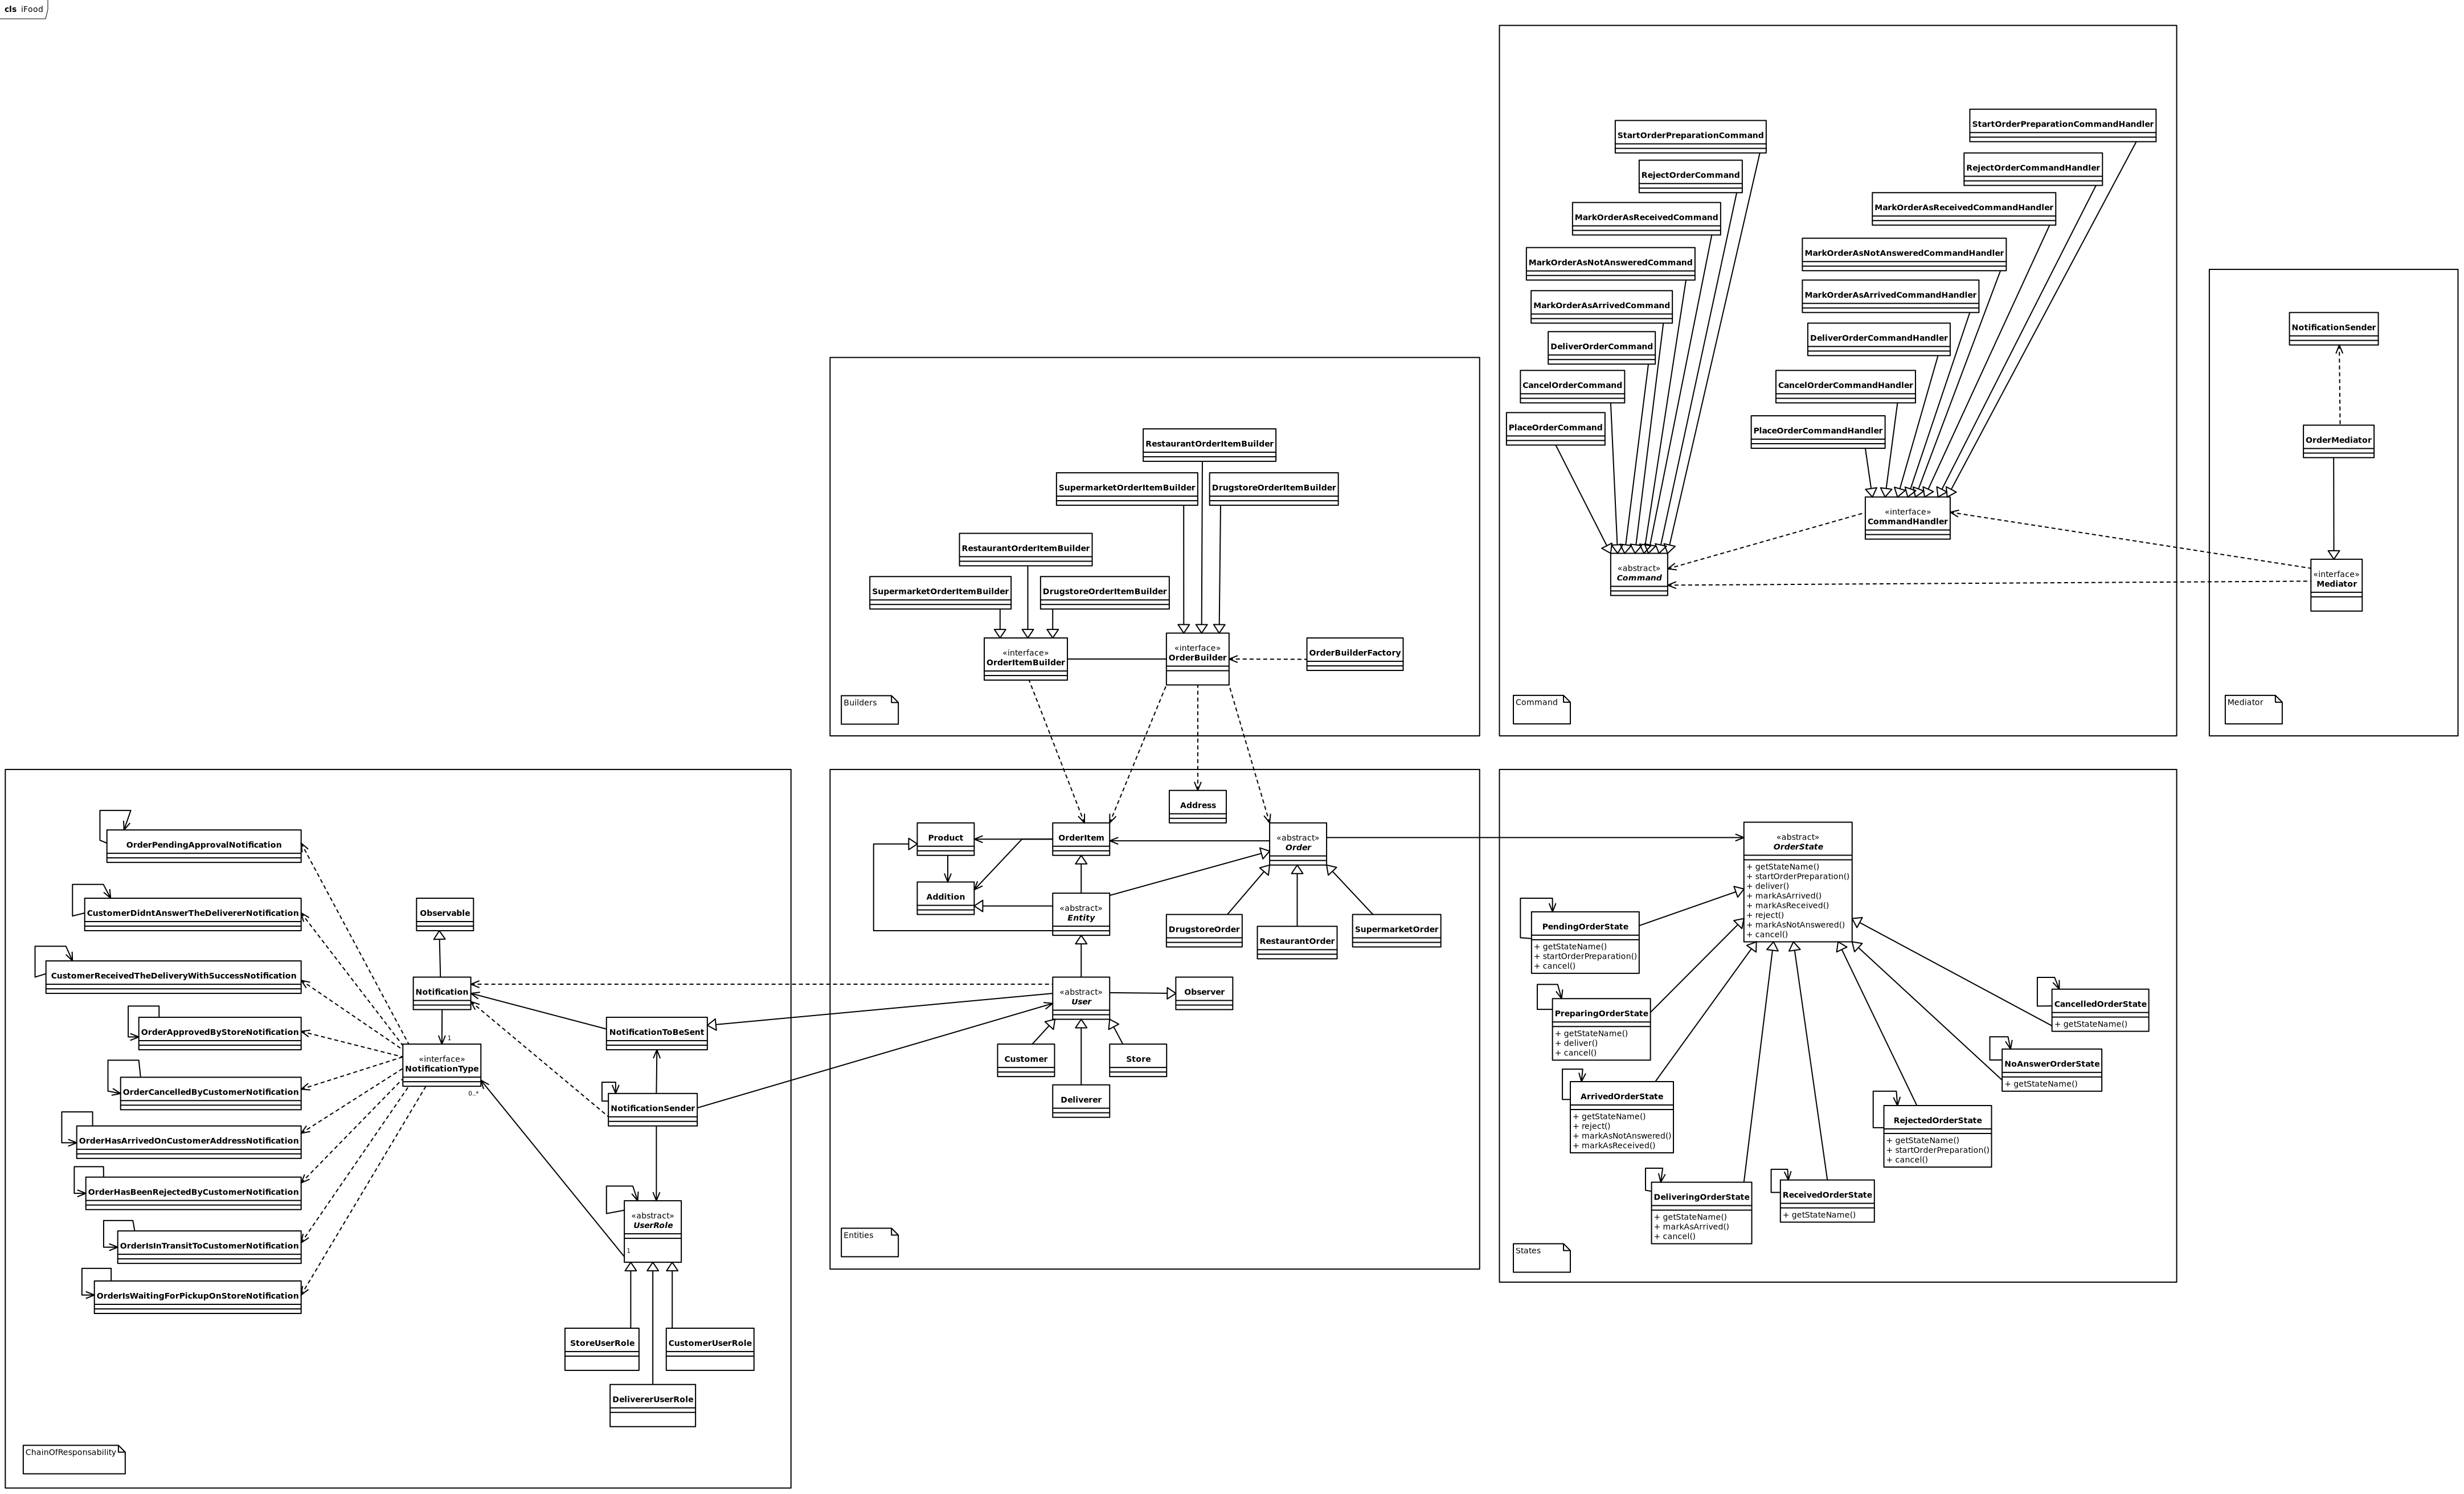 cls iFood
StartOrderPreparationCommand
RejectOrderCommand
MarkOrderAsReceivedCommand
MarkOrderAsNotAnsweredCommand
MarkOrderAsArrivedCommand
DeliverOrderCommand
CancelOrderCommand
PlaceOrderCommand
StartOrderPreparationCommandHandler
RejectOrderCommandHandler
MarkOrderAsReceivedCommandHandler
MarkOrderAsNotAnsweredCommandHandler
MarkOrderAsArrivedCommandHandler
DeliverOrderCommandHandler
CancelOrderCommandHandler
PlaceOrderCommandHandler
«interface»
CommandHandler
«abstract»
Command
Command
NotificationSender
OrderMediator
«interface»
Mediator
Mediator
RestaurantOrderItemBuilder
SupermarketOrderItemBuilder
DrugstoreOrderItemBuilder
RestaurantOrderItemBuilder
SupermarketOrderItemBuilder
DrugstoreOrderItemBuilder
«interface»
OrderItemBuilder
«interface»
OrderBuilder
OrderBuilderFactory
Builders
OrderPendingApprovalNotification
CustomerDidntAnswerTheDelivererNotification
CustomerReceivedTheDeliveryWithSuccessNotification
OrderApprovedByStoreNotification
OrderCancelledByCustomerNotification
OrderHasArrivedOnCustomerAddressNotification
OrderHasBeenRejectedByCustomerNotification
OrderIsInTransitToCustomerNotification
OrderIsWaitingForPickupOnStoreNotification
Observable
Notification
1
«interface»
NotificationType
0..*
NotificationToBeSent
NotificationSender
«abstract»
UserRole
1
StoreUserRole
CustomerUserRole
DelivererUserRole
ChainOfResponsability
Address
Product
OrderItem
«abstract»
Order
Addition
«abstract»
Entity
DrugstoreOrder
RestaurantOrder
SupermarketOrder
«abstract»
User
Observer
Customer
Store
Deliverer
Entities
«abstract»
OrderState
+ getStateName()
+ startOrderPreparation()
+ deliver()
+ markAsArrived()
+ markAsReceived()
+ reject()
+ markAsNotAnswered()
+ cancel()
PendingOrderState
+ getStateName()
+ startOrderPreparation()
+ cancel()
PreparingOrderState
+ getStateName()
+ deliver()
+ cancel()
ArrivedOrderState
+ getStateName()
+ reject()
+ markAsNotAnswered()
+ markAsReceived()
DeliveringOrderState
+ getStateName()
+ markAsArrived()
+ cancel()
ReceivedOrderState
+ getStateName()
RejectedOrderState
+ getStateName()
+ startOrderPreparation()
+ cancel()
NoAnswerOrderState
+ getStateName()
CancelledOrderState
+ getStateName()
States